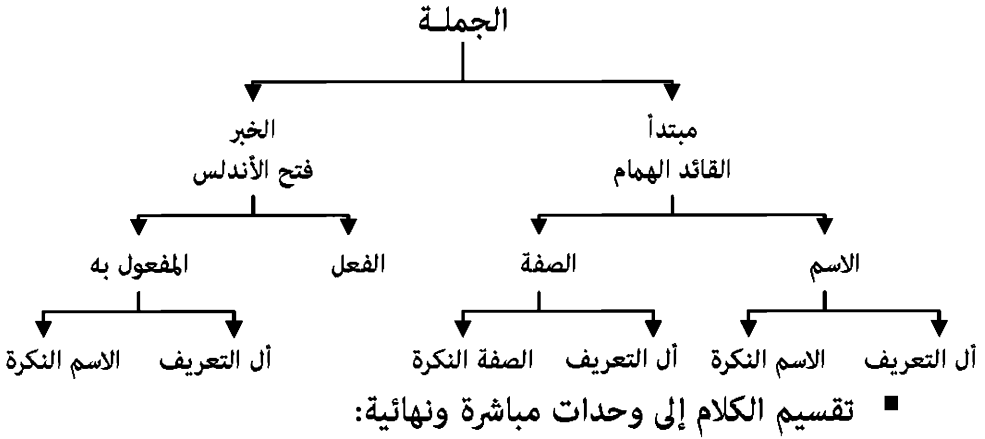 الجملـة
مبتدأ الخبر
القائد الهمام فتح الأندلس
الاسم الصفة الفعل المفعول به
أل التعريف الاسم النكرة أل التعريف الصفة النكرة أل التعريف الاسم النكرة
▪ تقسيم الكلام إلى وحدات مباشرة ونهائية: